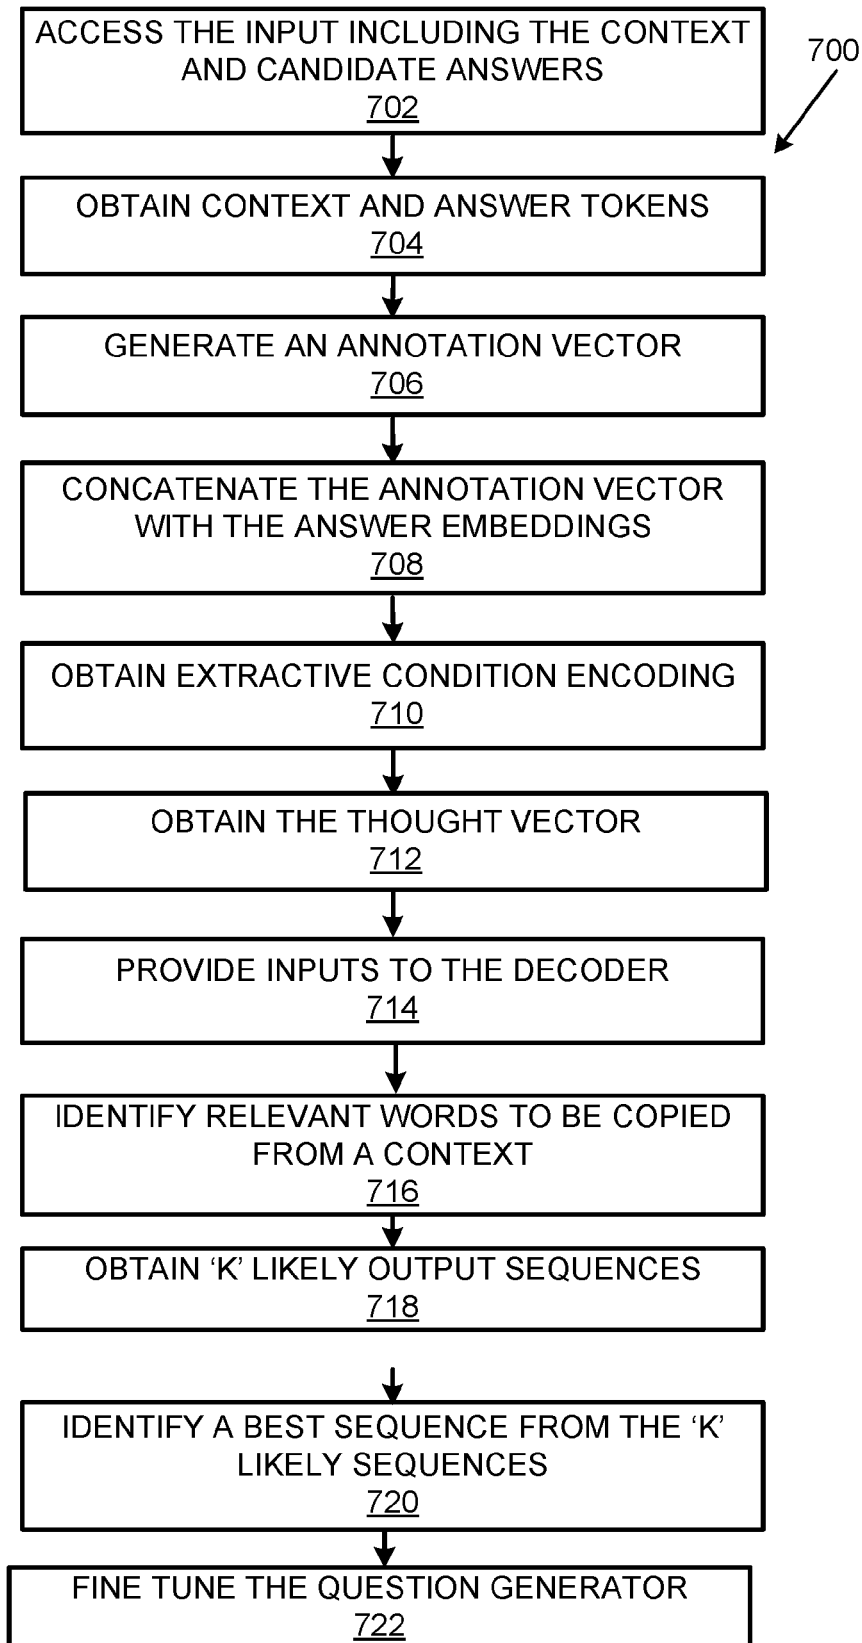 ACCESS THE INPUT INCLUDING THE CONTEXT
AND CANDIDATE ANSWERS
702
700
OBTAIN CONTEXT AND ANSWER TOKENS
704
GENERATE AN ANNOTATION VECTOR
706
CONCATENATE THE ANNOTATION VECTOR
WITH THE ANSWER EMBEDDINGS
708
OBTAIN EXTRACTIVE CONDITION ENCODING
710
OBTAIN THE THOUGHT VECTOR
712
PROVIDE INPUTS TO THE DECODER
714
IDENTIFY RELEVANT WORDS TO BE COPIED
FROM A CONTEXT
716
OBTAIN ‘K’ LIKELY OUTPUT SEQUENCES
718
IDENTIFY A BEST SEQUENCE FROM THE ‘K’
LIKELY SEQUENCES
720
FINE TUNE THE QUESTION GENERATOR
722